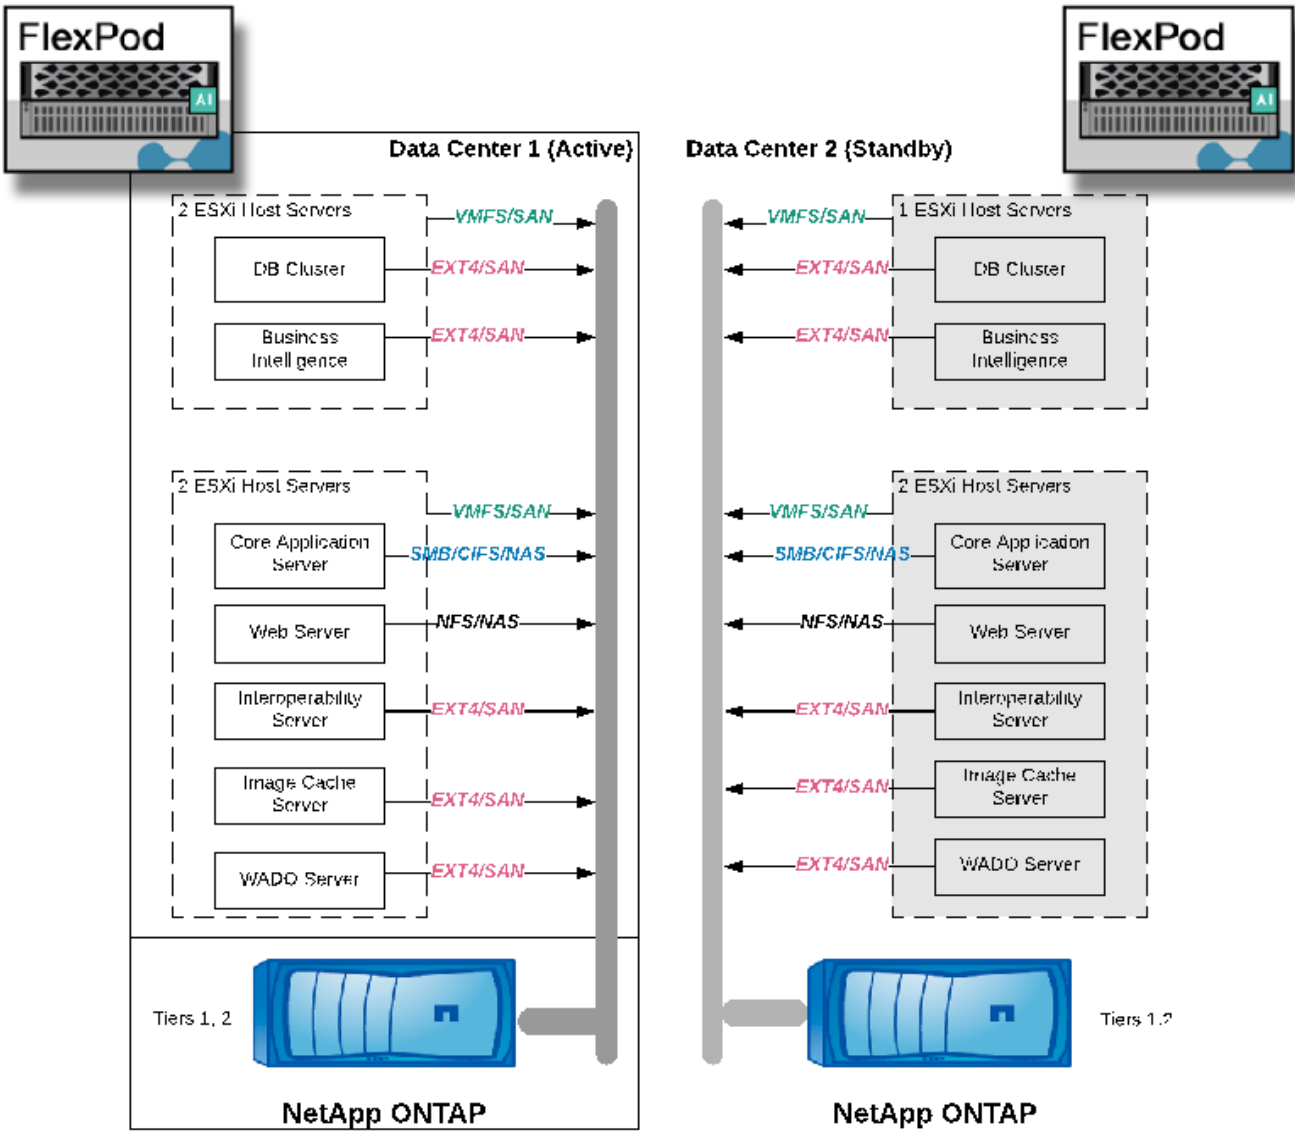 FlexPod
AI
FlexPod
AI
Data Center 1 (Active)
Data Center 2 (Standby)
2 ESXi Host Servers
VMFS/SAN
DB Cluster
EXT4/SAN
Business
Intelligence
EXT4/SAN
2 ESXi Host Servers
VMFS/SAN
Core Application
Server
SMB/CIFS/NAS
Web Server
NFS/NAS
Interoperability
Server
EXT4/SAN
Image Cache
Server
EXT4/SAN
WADO Server
EXT4/SAN
Tiers 1, 2
NetApp ONTAP
VMFS/SAN
1 ESXi Host Servers
EXT4/SAN
DB Cluster
EXT4/SAN
Business
Intelligence
2 ESXi Host Servers
VMFS/SAN
SMB/CIFS/NAS
Core Application
Server
NFS/NAS
Web Server
EXT4/SAN
Interoperability
Server
EXT4/SAN
Image Cache
Server
EXT4/SAN
WADO Server
Tiers 1,2
NetApp ONTAP